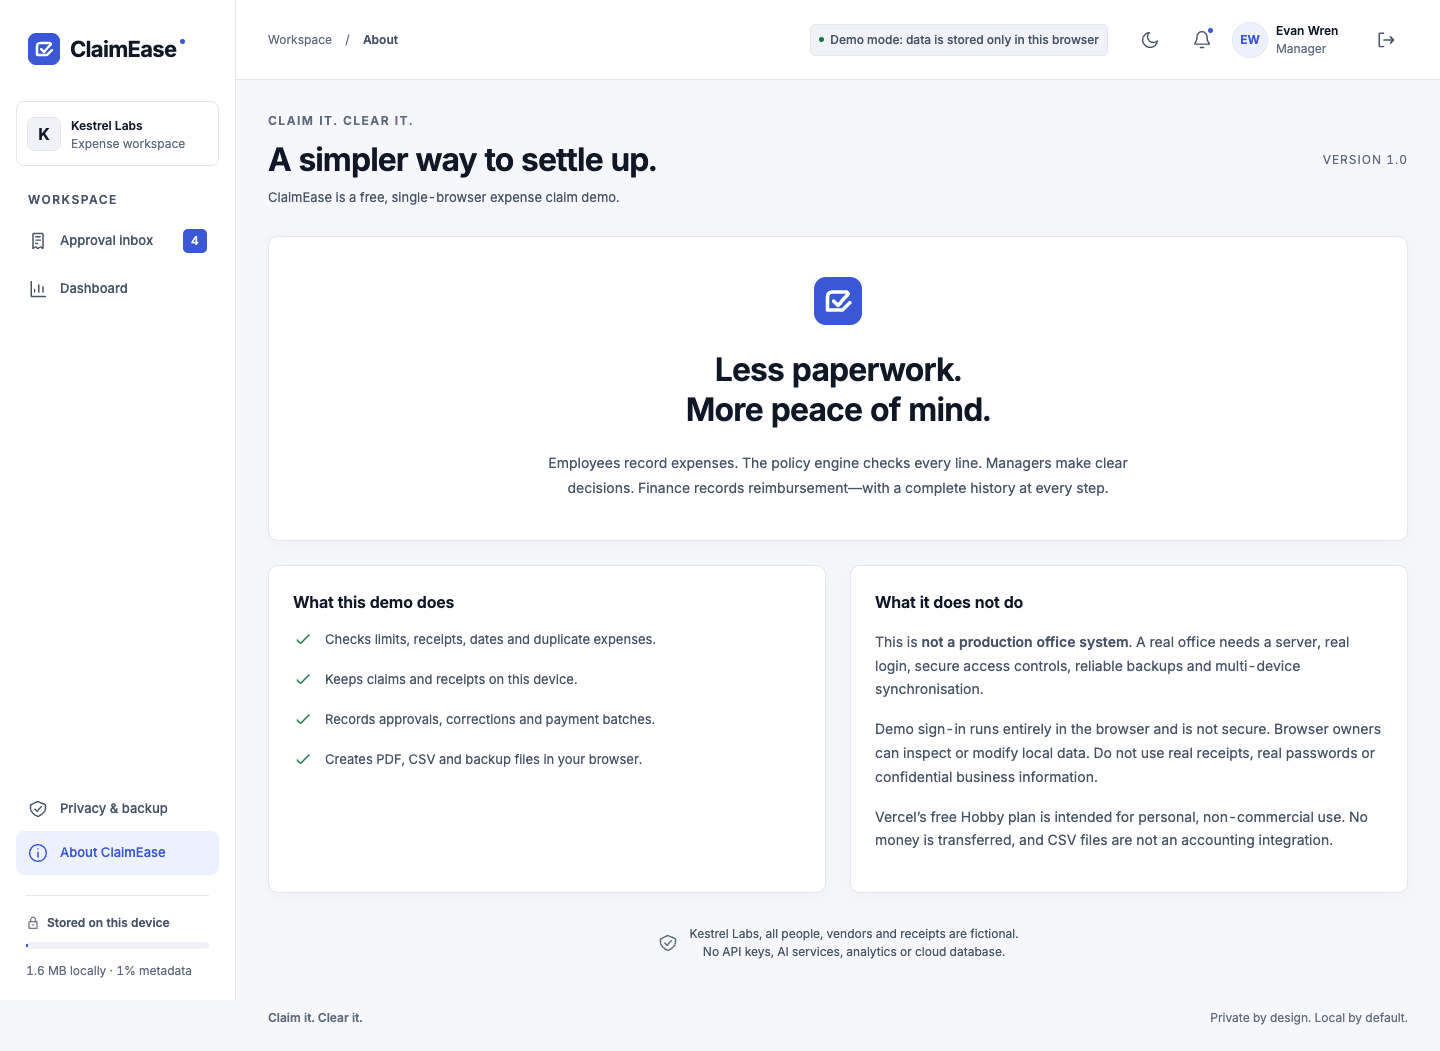 ClaimEase
K
Kestrel Labs
Expense workspace
WORKSPACE
Approval inbox 4
Dashboard
Privacy & backup
About ClaimEase
Stored on this device
1.6 MB locally · 1% metadata
Workspace / About
Demo mode: data is stored only in this browser
EW
Evan Wren
Manager
CLAIM IT. CLEAR IT.
A simpler way to settle up.
VERSION 1.0
ClaimEase is a free, single-browser expense claim demo.
Less paperwork.
More peace of mind.
Employees record expenses. The policy engine checks every line. Managers make clear
decisions. Finance records reimbursement—with a complete history at every step.
What this demo does
Checks limits, receipts, dates and duplicate expenses.
Keeps claims and receipts on this device.
Records approvals, corrections and payment batches.
Creates PDF, CSV and backup files in your browser.
What it does not do
This is not a production office system. A real office needs a server, real
login, secure access controls, reliable backups and multi-device
synchronisation.
Demo sign-in runs entirely in the browser and is not secure. Browser owners
can inspect or modify local data. Do not use real receipts, real passwords or
confidential business information.
Vercel’s free Hobby plan is intended for personal, non-commercial use. No
money is transferred, and CSV files are not an accounting integration.
Kestrel Labs, all people, vendors and receipts are fictional.
No API keys, AI services, analytics or cloud database.
Claim it. Clear it.
Private by design. Local by default.